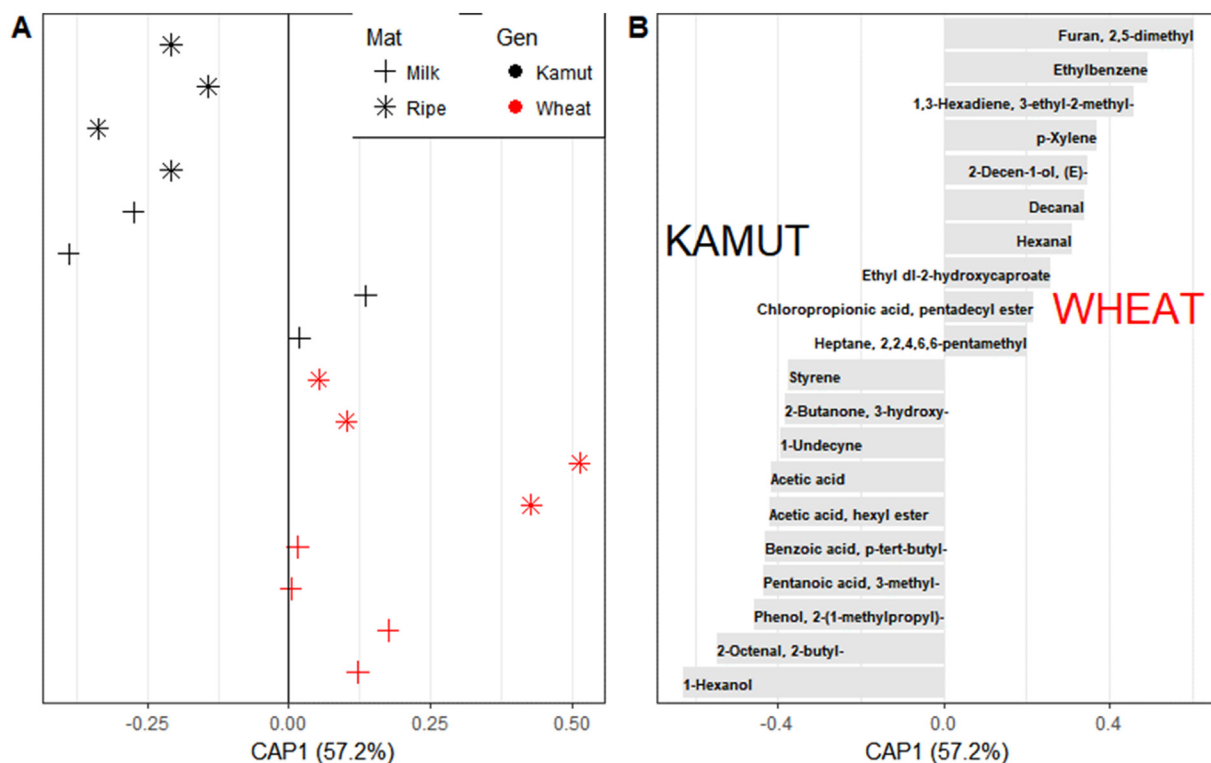 A
Mat
Gen
Milk
Kamut
Ripe
Wheat
-0.25
0.00
0.25
0.50
CAP1 (57.2%)
B
Furan, 2,5-dimethyl
Ethylbenzene
1,3-Hexadiene, 3-ethyl-2-methyl-
p-Xylene
2-Decen-1-ol, (E)-
Decanal
Hexanal
KAMUT
Ethyl dl-2-hydroxycaproate
Chloropropionic acid, pentadecyl ester
WHEAT
Heptane, 2,2,4,6,6-pentamethyl
Styrene
2-Butanone, 3-hydroxy-
1-Undecyne
Acetic acid
Acetic acid, hexyl ester
Benzoic acid, p-tert-butyl-
Pentanoic acid, 3-methyl-
Phenol, 2-(1-methylpropyl)-
2-Octenal, 2-butyl-
1-Hexanol
-0.4
0.0
0.4
CAP1 (57.2%)